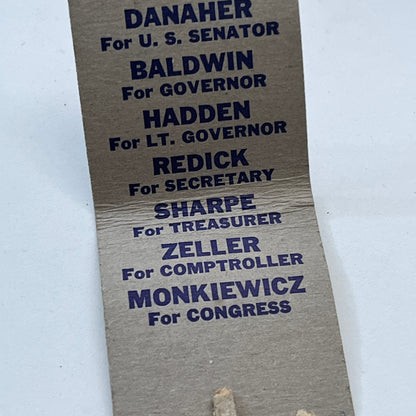 DANAHER
For U. S. SENATOR
BALDWIN
For GOVERNOR
HADDEN
For LT. GOVERNOR
REDICK
For SECRETARY
SHARPE
For TREASURER
ZELLER
For COMPTROLLER
MONKIEWICZ
For CONGRESS